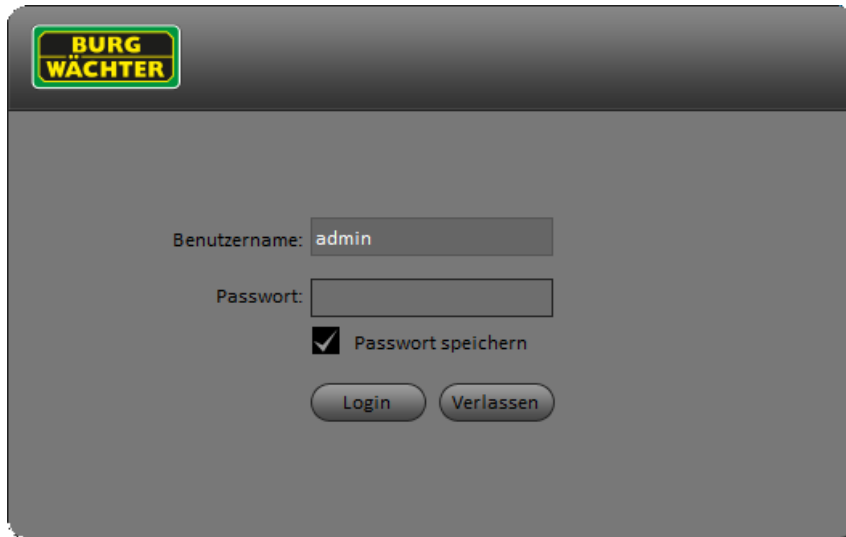 BURG
WÄCHTER
Benutzername: admin
Passwort:
Passwort speichern
Login Verlassen